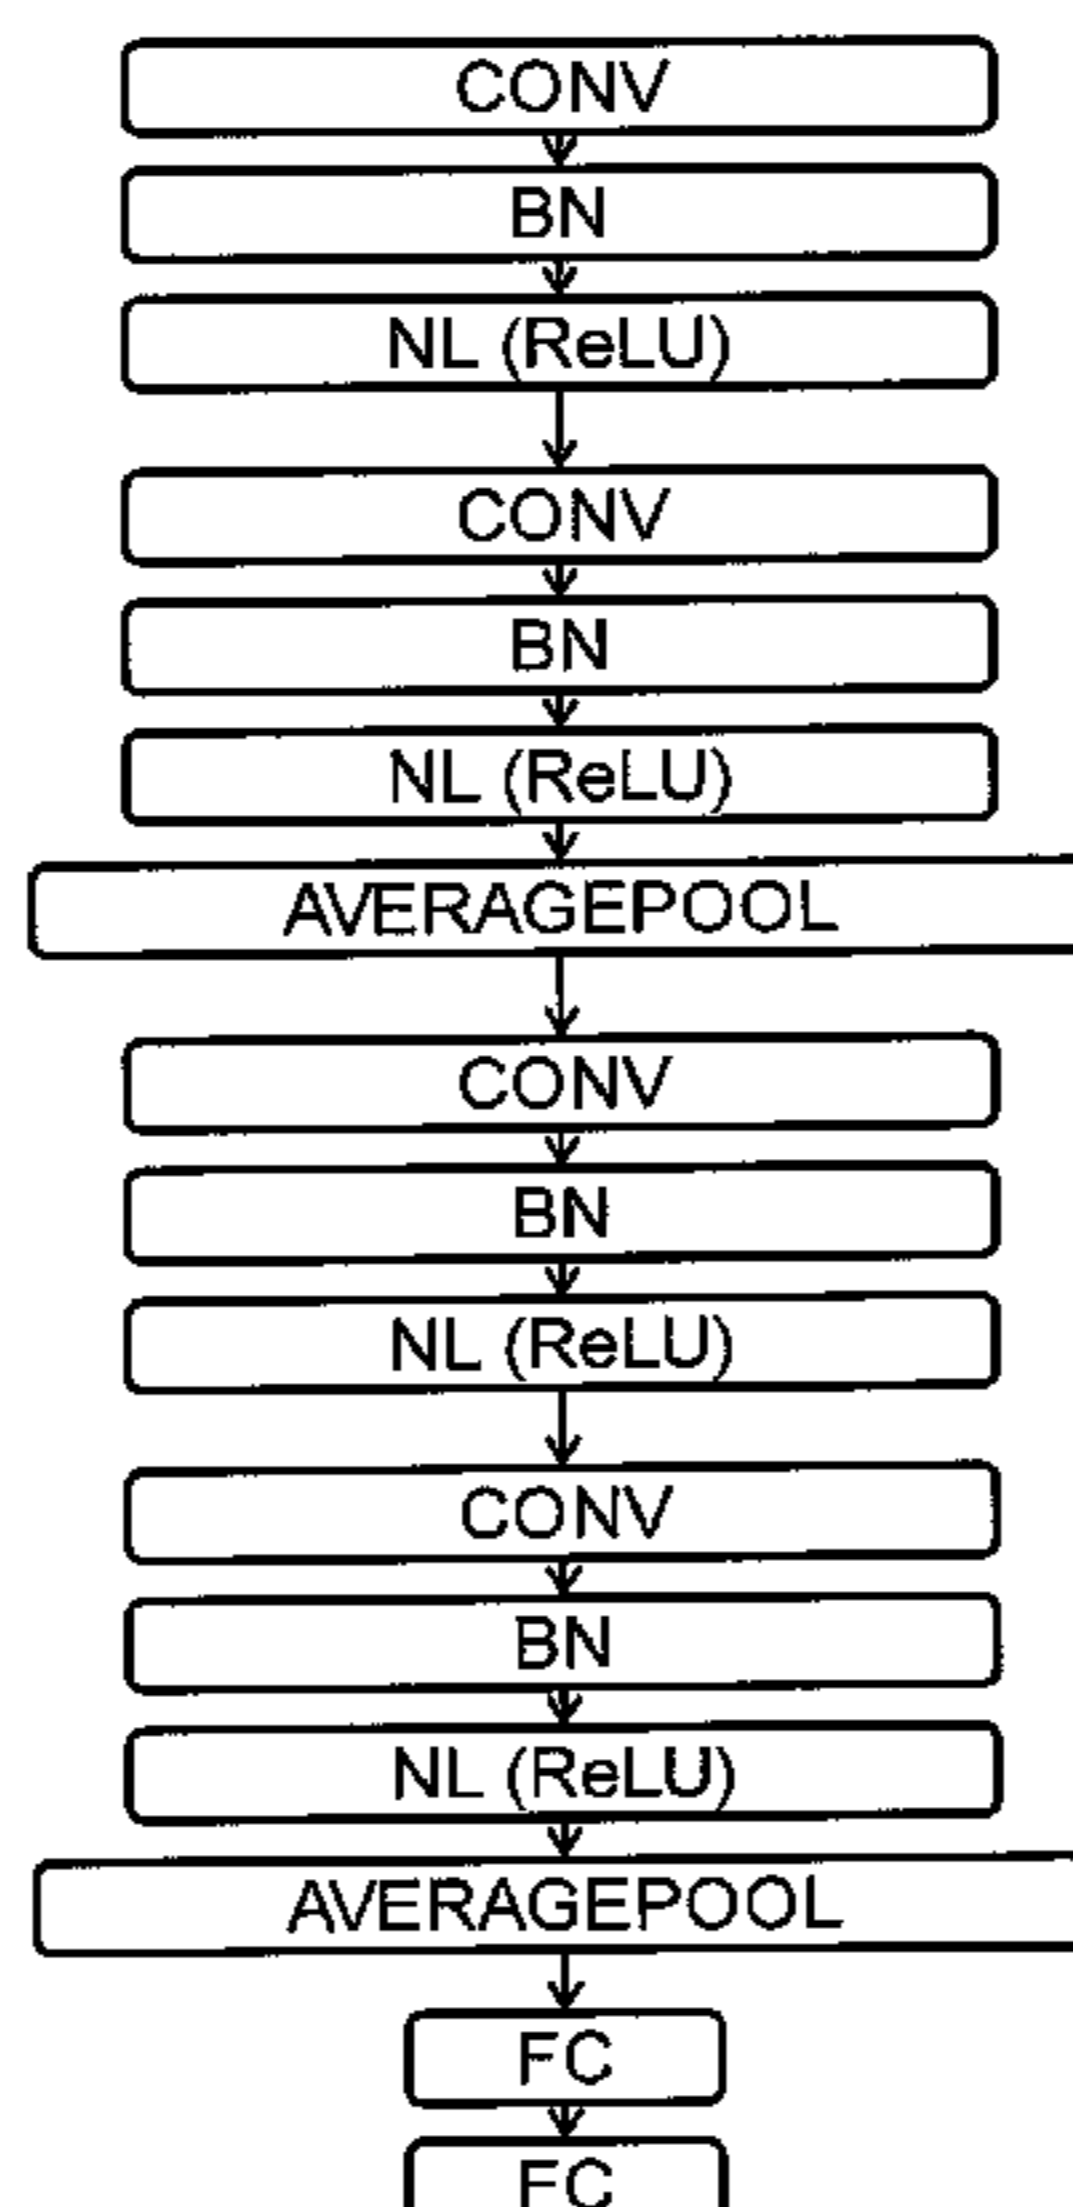 CONV
BN
NL (ReLU)
CONV
BN
NL (ReLU)
AVERAGEPOOL
CONV
BN
NL (ReLU)
CONV
BN
NL (ReLU)
AVERAGEPOOL
FC
FC